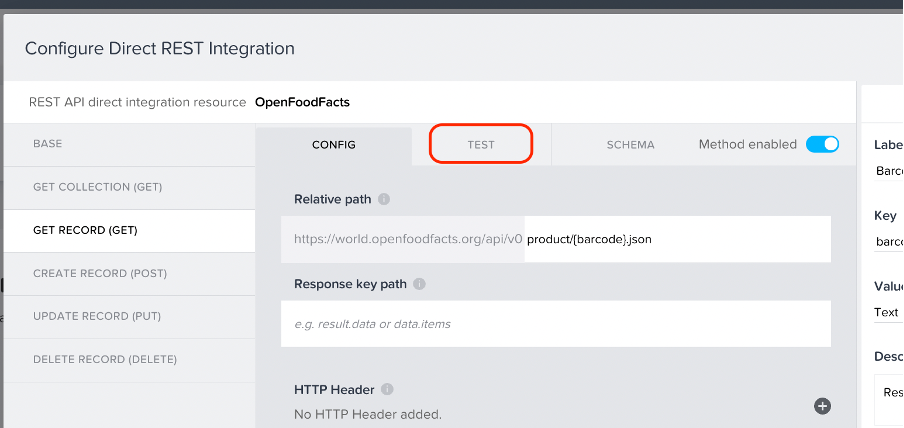 Configure Direct REST Integration
REST API direct integration resource OpenFoodFacts
BASE
GET COLLECTION (GET)
GET RECORD (GET)
CREATE RECORD (POST)
UPDATE RECORD (PUT)
DELETE RECORD (DELETE)
CONFIG TEST SCHEMA Method enabled
Relative path
https://world.openfoodfacts.org/api/v0 product/{barcode}.json
Response key path
e.g. result.data or data.items
HTTP Header
No HTTP Header added.
Labe
Barc
Key
barc
Value
Text
Desc
Res